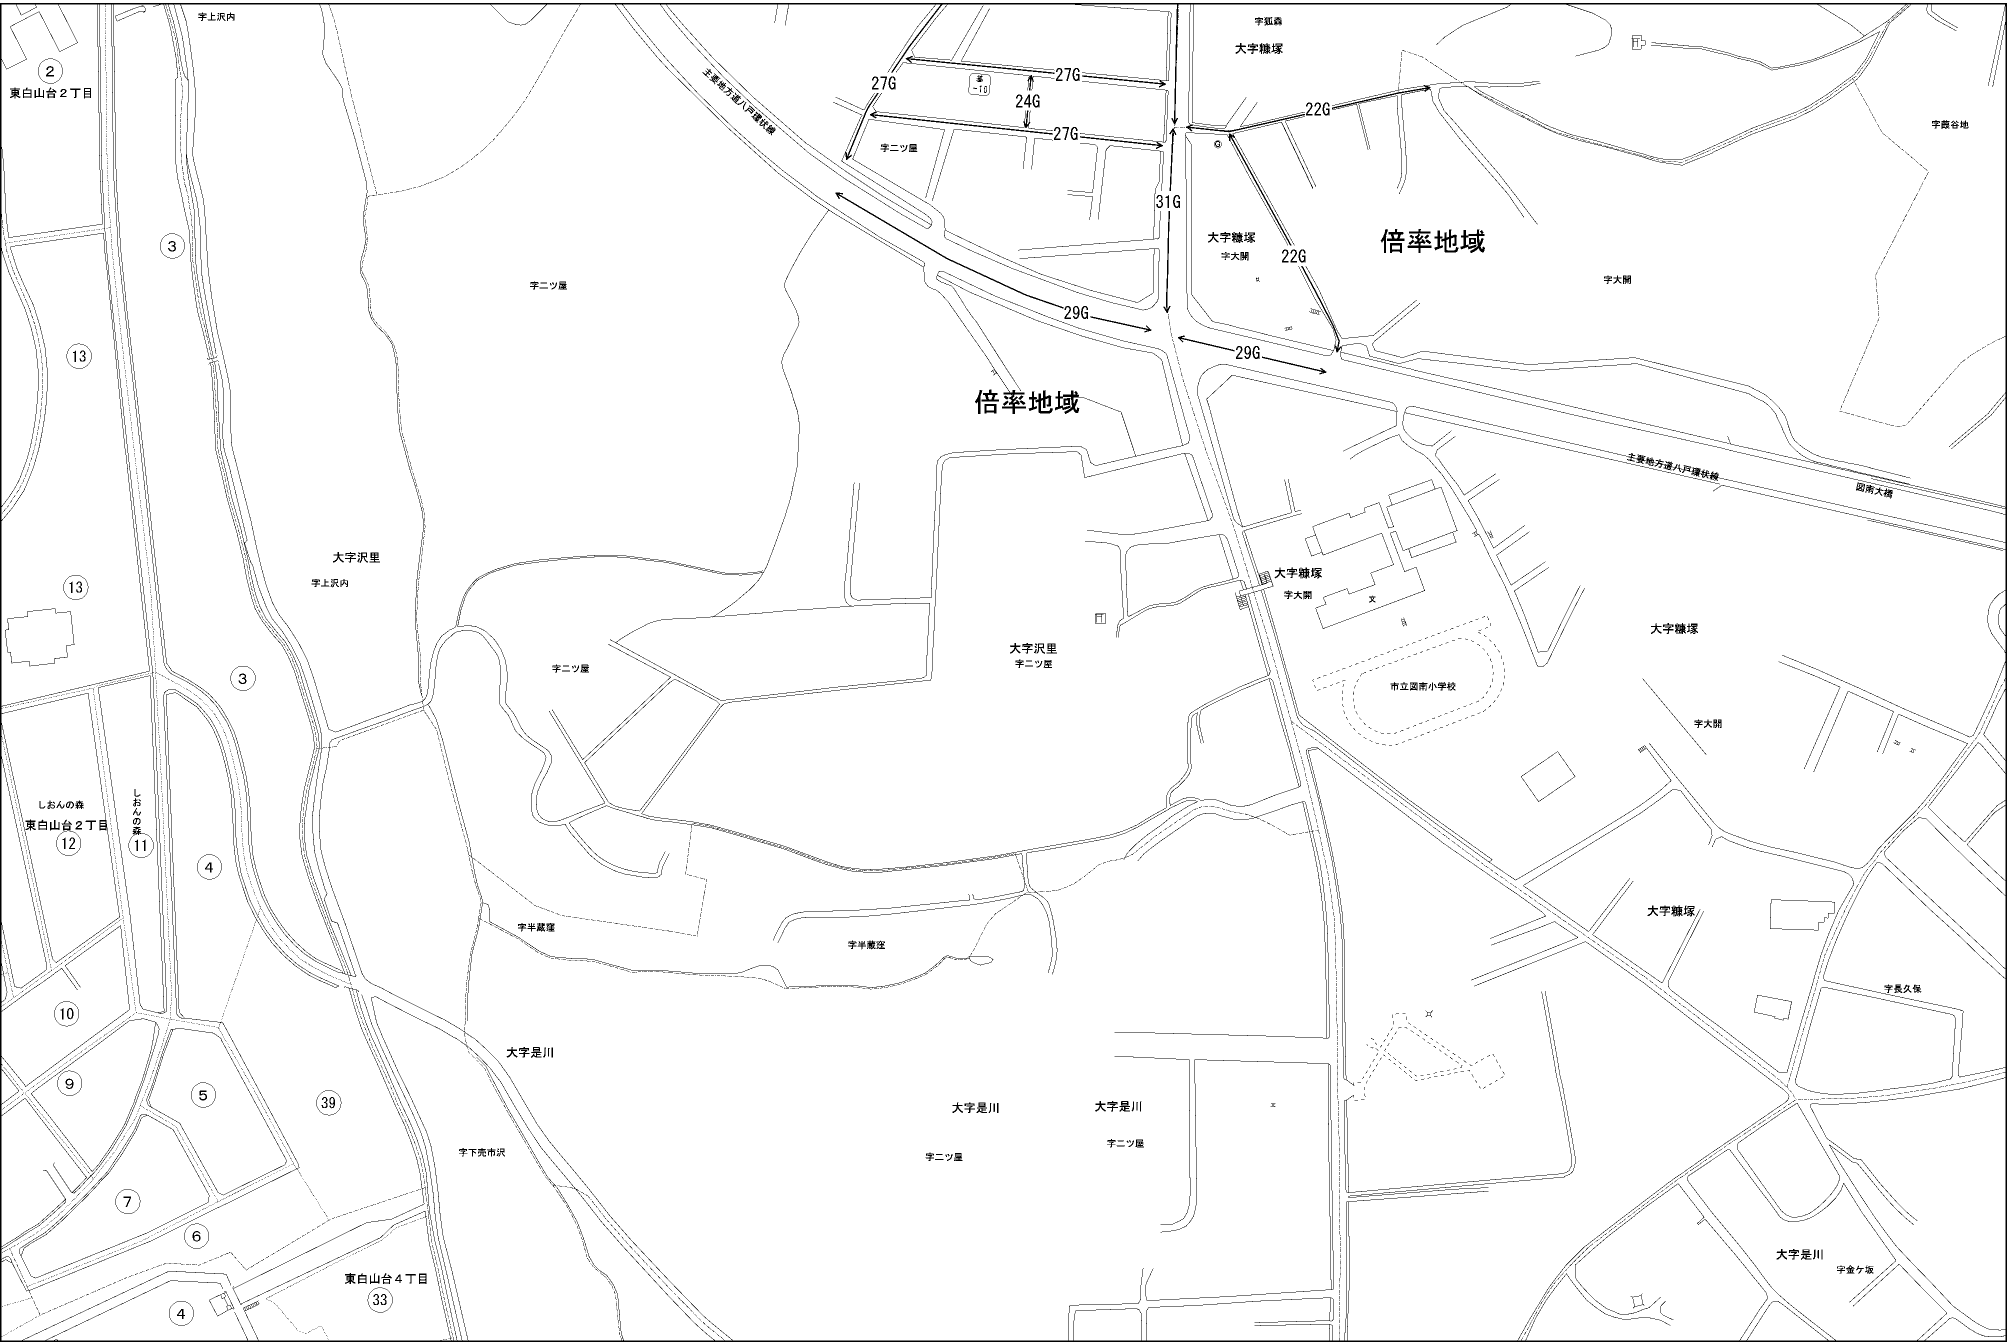 字上沢内
②
東白山台２丁目
③
主要地方道八戸環状線
27G
27G
24G
27G
字二ツ屋
字狐森
大字糠塚
22G
字葭谷地
31G
大字糠塚
字大開
22G
倍率地域
字大開
字二ツ屋
29G
29G
⑬
倍率地域
主要地方道八戸環状線
図南大橋
大字沢里
字上沢内
⑬
大字糠塚
字大開
文
大字沢里
字二ツ屋
大字糠塚
字二ツ屋
③
市立図南小学校
字大開
しおんの森
東白山台２丁目
⑫
しおんの森
⑪
④
大字糠塚
字半蔵窪
字半蔵窪
字長久保
⑩
大字是川
⑨
⑤
㊴
大字是川
大字是川
字二ツ屋
字二ツ屋
字下売市沢
⑦
⑥
大字是川
字金ケ坂
東白山台４丁目
㉝
④